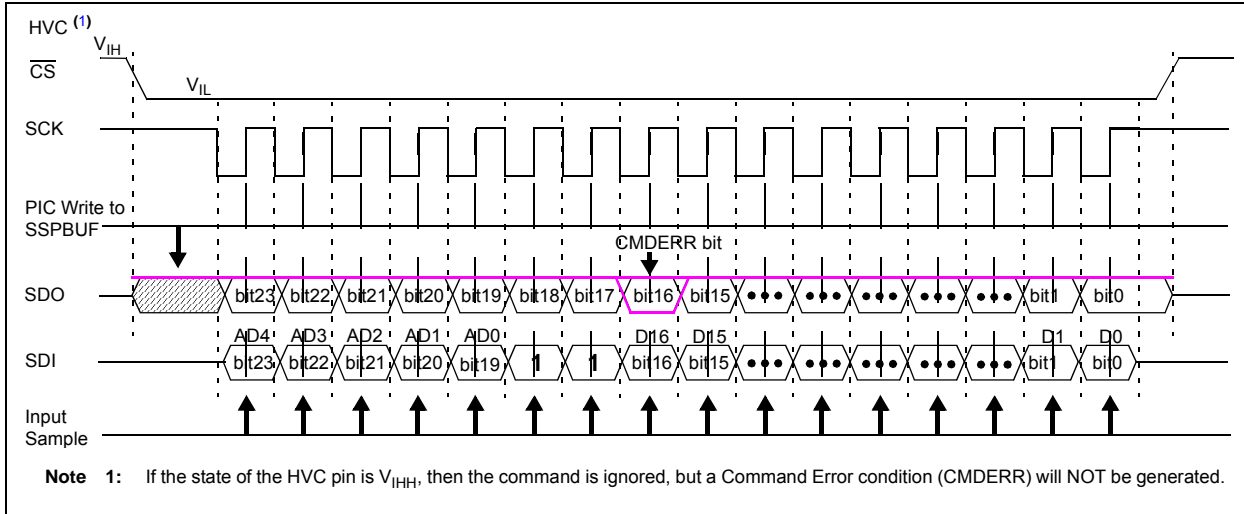 HVC (1)
VIH
CS
VIL
SCK
PIC Write to
SSPBUF
CMDERR bit
SDO bit23 bit22 bit21 bit20 bit19 bit18 bit17 bit16 bit15 ••• ••• ••• ••• ••• bit1 bit0
AD4 AD3 AD2 AD1 AD0 D16 D15 D1 D0
SDI bit23 bit22 bit21 bit20 bit19 1 1 bit16 bit15 ••• ••• ••• ••• ••• bit1 bit0
Input
Sample
Note 1: If the state of the HVC pin is VIHH, then the command is ignored, but a Command Error condition (CMDERR) will NOT be generated.